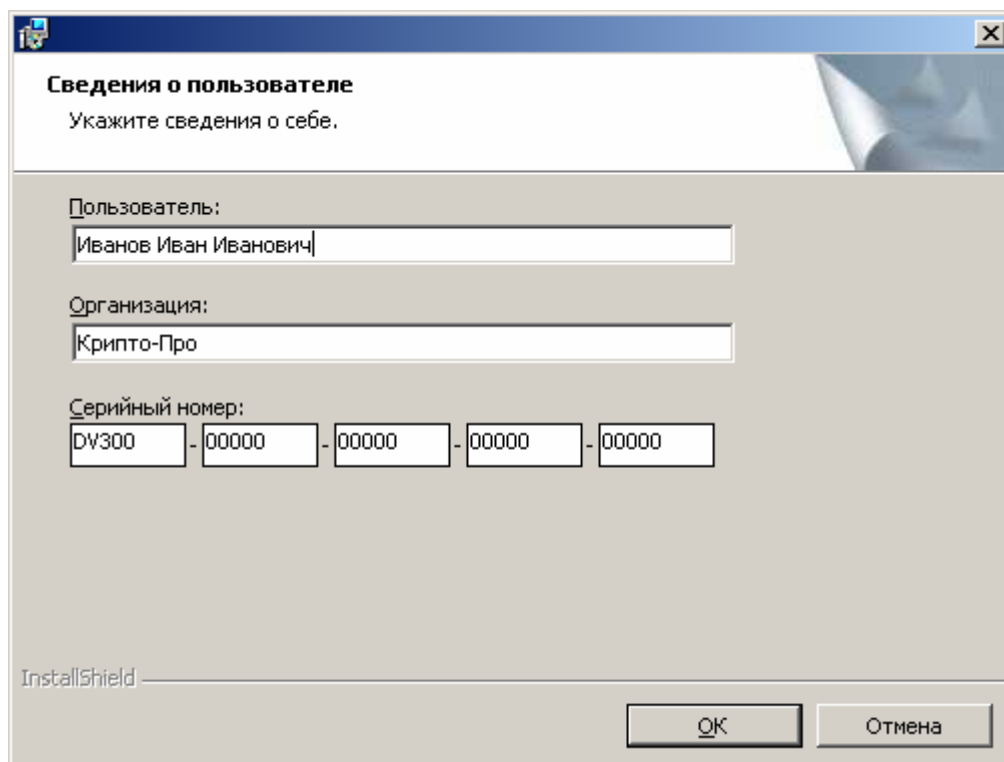 Сведения о пользователе
Укажите сведения о себе.
Пользователь:
Иванов Иван Иванович
Организация:
Крипто-Про
Серийный номер:
DV300 - 00000 - 00000 - 00000 - 00000
InstallShield
OK Отмена